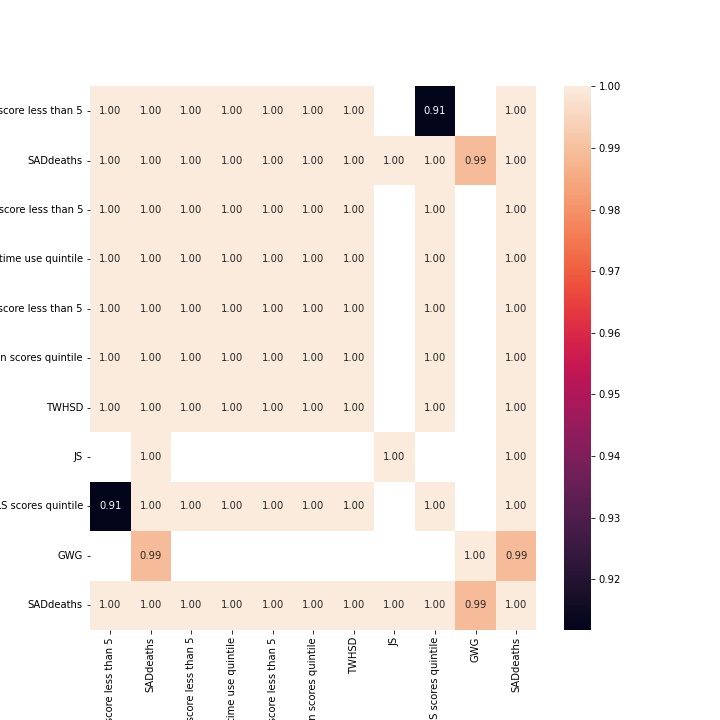 score less than 5 1.00 1.00 1.00 1.00 1.00 1.00 1.00 0.91 1.00 1.00
SADdeaths 1.00 1.00 1.00 1.00 1.00 1.00 1.00 1.00 1.00 0.99 1.00 0.99
score less than 5 1.00 1.00 1.00 1.00 1.00 1.00 1.00 1.00 1.00 0.98
time use quintile 1.00 1.00 1.00 1.00 1.00 1.00 1.00 1.00 1.00 0.97
score less than 5 1.00 1.00 1.00 1.00 1.00 1.00 1.00 1.00 1.00 0.96
n scores quintile 1.00 1.00 1.00 1.00 1.00 1.00 1.00 1.00 1.00 0.95
TWHSD 1.00 1.00 1.00 1.00 1.00 1.00 1.00 1.00 1.00
JS 1.00 1.00 1.00 0.94
S scores quintile 0.91 1.00 1.00 1.00 1.00 1.00 1.00 1.00 1.00 0.93
GWG 0.99 1.00 0.99 0.92
SADdeaths 1.00 1.00 1.00 1.00 1.00 1.00 1.00 1.00 1.00 0.99 1.00
score less than 5
SADdeaths
score less than 5
time use quintile
score less than 5
n scores quintile
TWHSD
JS
S scores quintile
GWG
SADdeaths